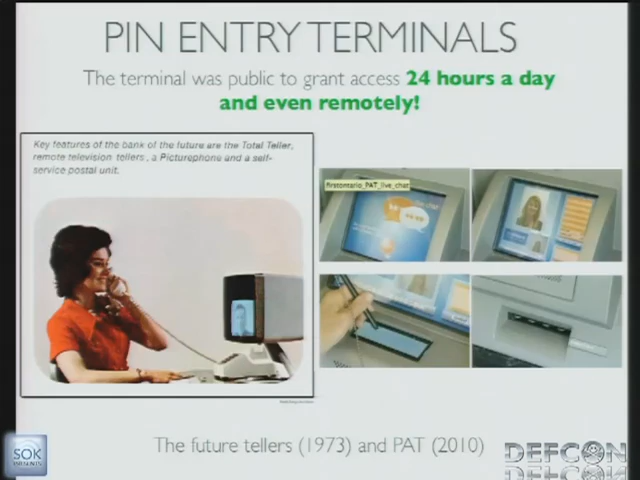 PIN ENTRY TERMINALS
The terminal was public to grant access 24 hours a day
and even remotely!
Key features of the bank of the future are the Total Teller,
remote television tellers, a Picturephone and a self-
service postal unit.
firstontario_PAT_live_chat
The future tellers (1973) and PAT (2010)
SOK
DEFCON